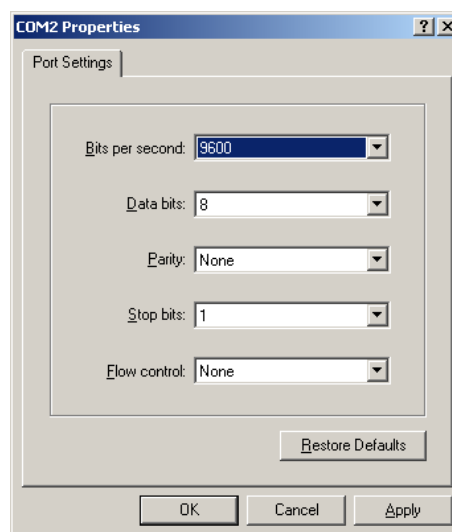 COM2 Properties
Port Settings
Bits per second: 9600
Data bits: 8
Parity: None
Stop bits: 1
Flow control: None
Restore Defaults
OK Cancel Apply